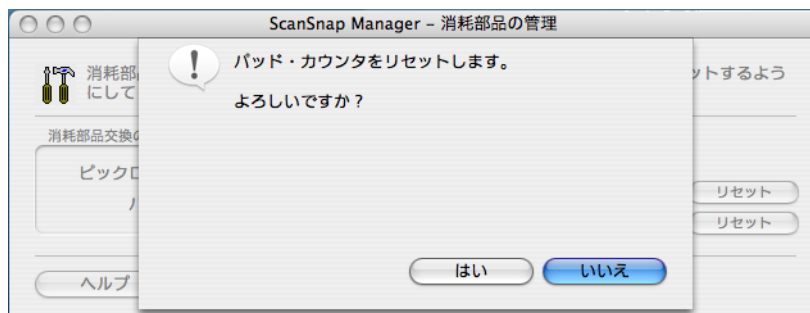 ScanSnap Manager – 消耗部品の管理
消耗部
ットするよう
にして
パッド・カウンタをリセットします。
よろしいですか？
消耗部品交換の
ピックロ
リセット
リセット
はい
いいえ
ヘルプ